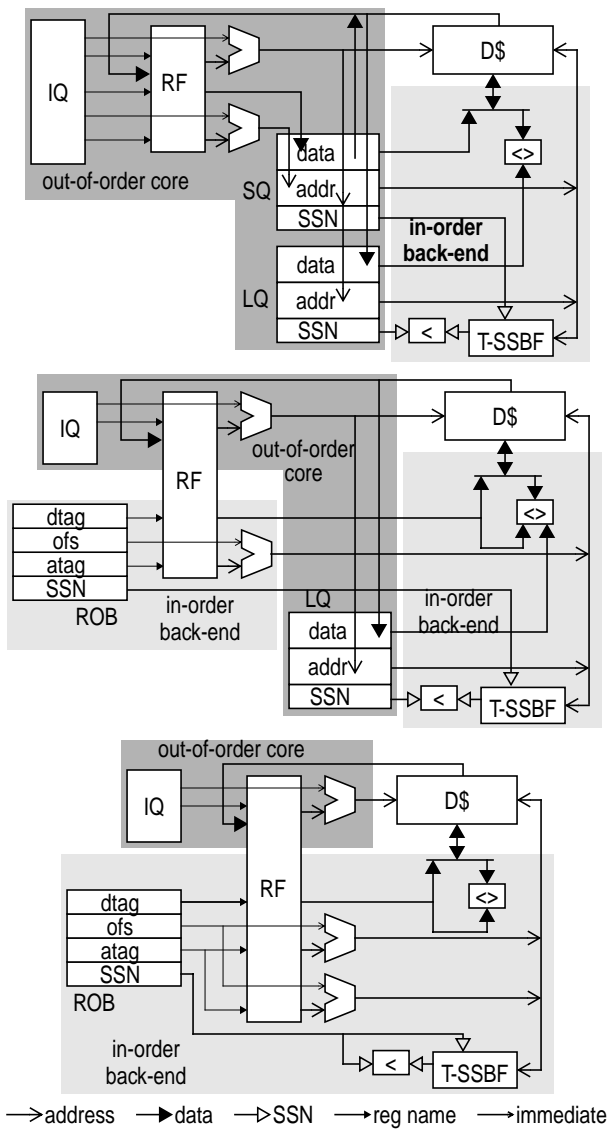 IQ
RF
D$
out-of-order core
data
<>
SQ
addr
SSN
in-order
back-end
data
LQ
addr
SSN
<
T-SSBF
IQ
D$
out-of-order
core
RF
dtag
<>
ofs
atag
SSN
ROB
in-order
back-end
LQ
in-order
back-end
data
addr
SSN
<
T-SSBF
out-of-order core
IQ
D$
RF
dtag
<>
ofs
atag
SSN
ROB
in-order
back-end
<
T-SSBF
address data SSN reg name immediate